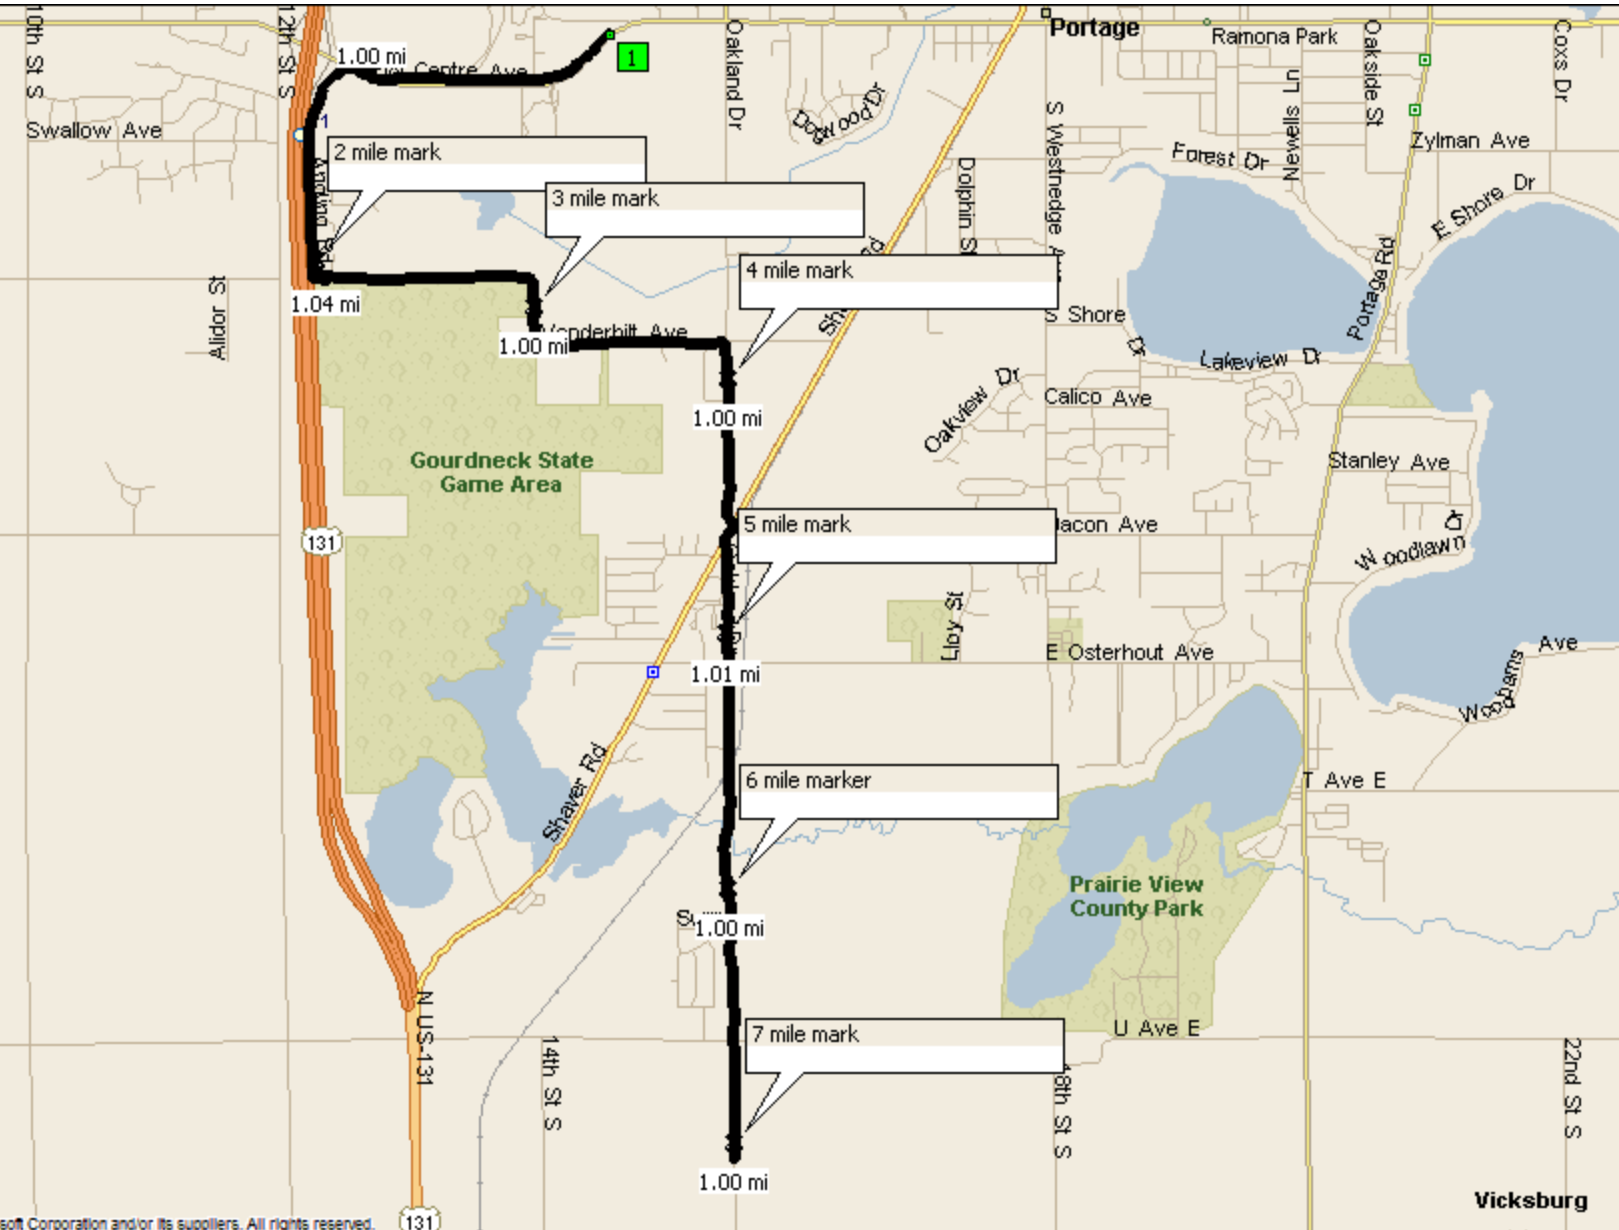 10th St S
12th St S
1.00 mi
Centre Ave
1
Oakland Dr
Portage
Ramona Park
Oakside St
Coxs Dr
Swallow Ave
Dogwood Dr
S Westnedge
Newells Ln
Forest Dr
Zylman Ave
2 mile mark
3 mile mark
Dolphin St
E Shore Dr
4 mile mark
Alidor St
1.04 mi
S Shore
Dr
Portage Rd
1.00 mi
Vanderbilt Ave
Lakeview Dr
Oakview Dr
Calico Ave
1.00 mi
Gourdneck State
Game Area
Stanley Ave
131
5 mile mark
acon Ave
Woodlawn Dr
Lloy St
E Osterhout Ave
1.01 mi
Woodhams Ave
Shaver Rd
6 mile marker
T Ave E
Prairie View
County Park
1.00 mi
N US-131
7 mile mark
U Ave E
14th St S
18th St S
22nd St S
1.00 mi
Vicksburg
soft Corporation and/or its suppliers. All rights reserved.
131